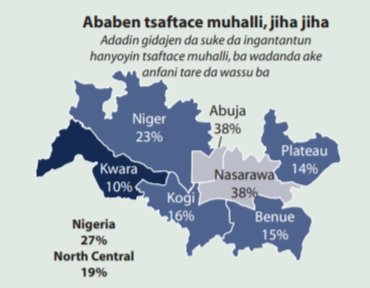 Ababen tsaftace muhalli, jiha jiha
Adadin gidajen da suke da ingantantun
hanyoyin tsaftace muhalli, ba wadanda ake
anfani tare da wassu ba
Niger
23%
Abuja
38%
Plateau
14%
Kwara
10%
Nasarawa
38%
Kogi
16%
Benue
15%
Nigeria
27%
North Central
19%